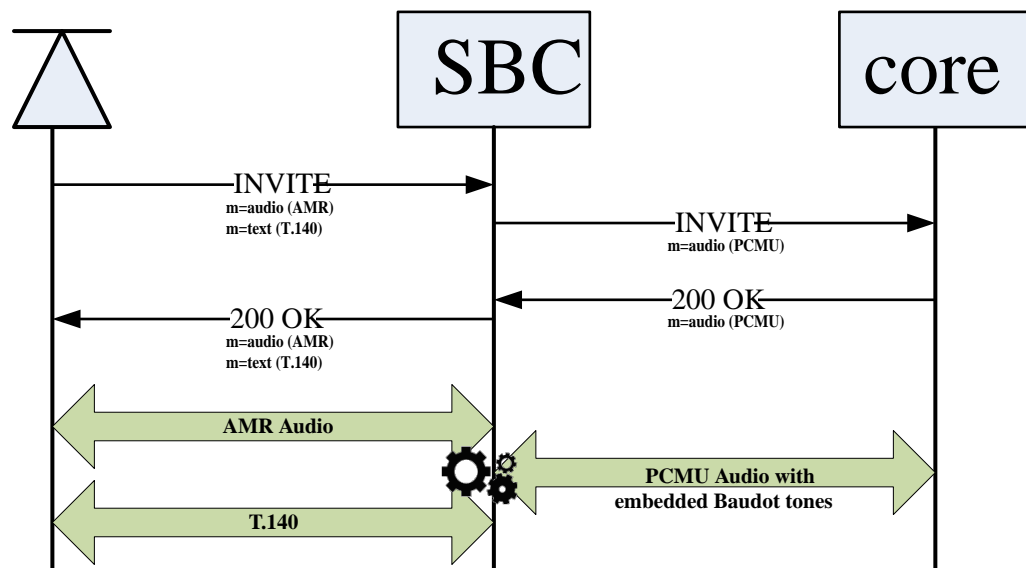 SBC
core
INVITE
m=audio (AMR)
m=text (T.140)
INVITE
m=audio (PCMU)
200 OK
m=audio (PCMU)
200 OK
m=audio (AMR)
m=text (T.140)
AMR Audio
PCMU Audio with
embedded Baudot tones
T.140